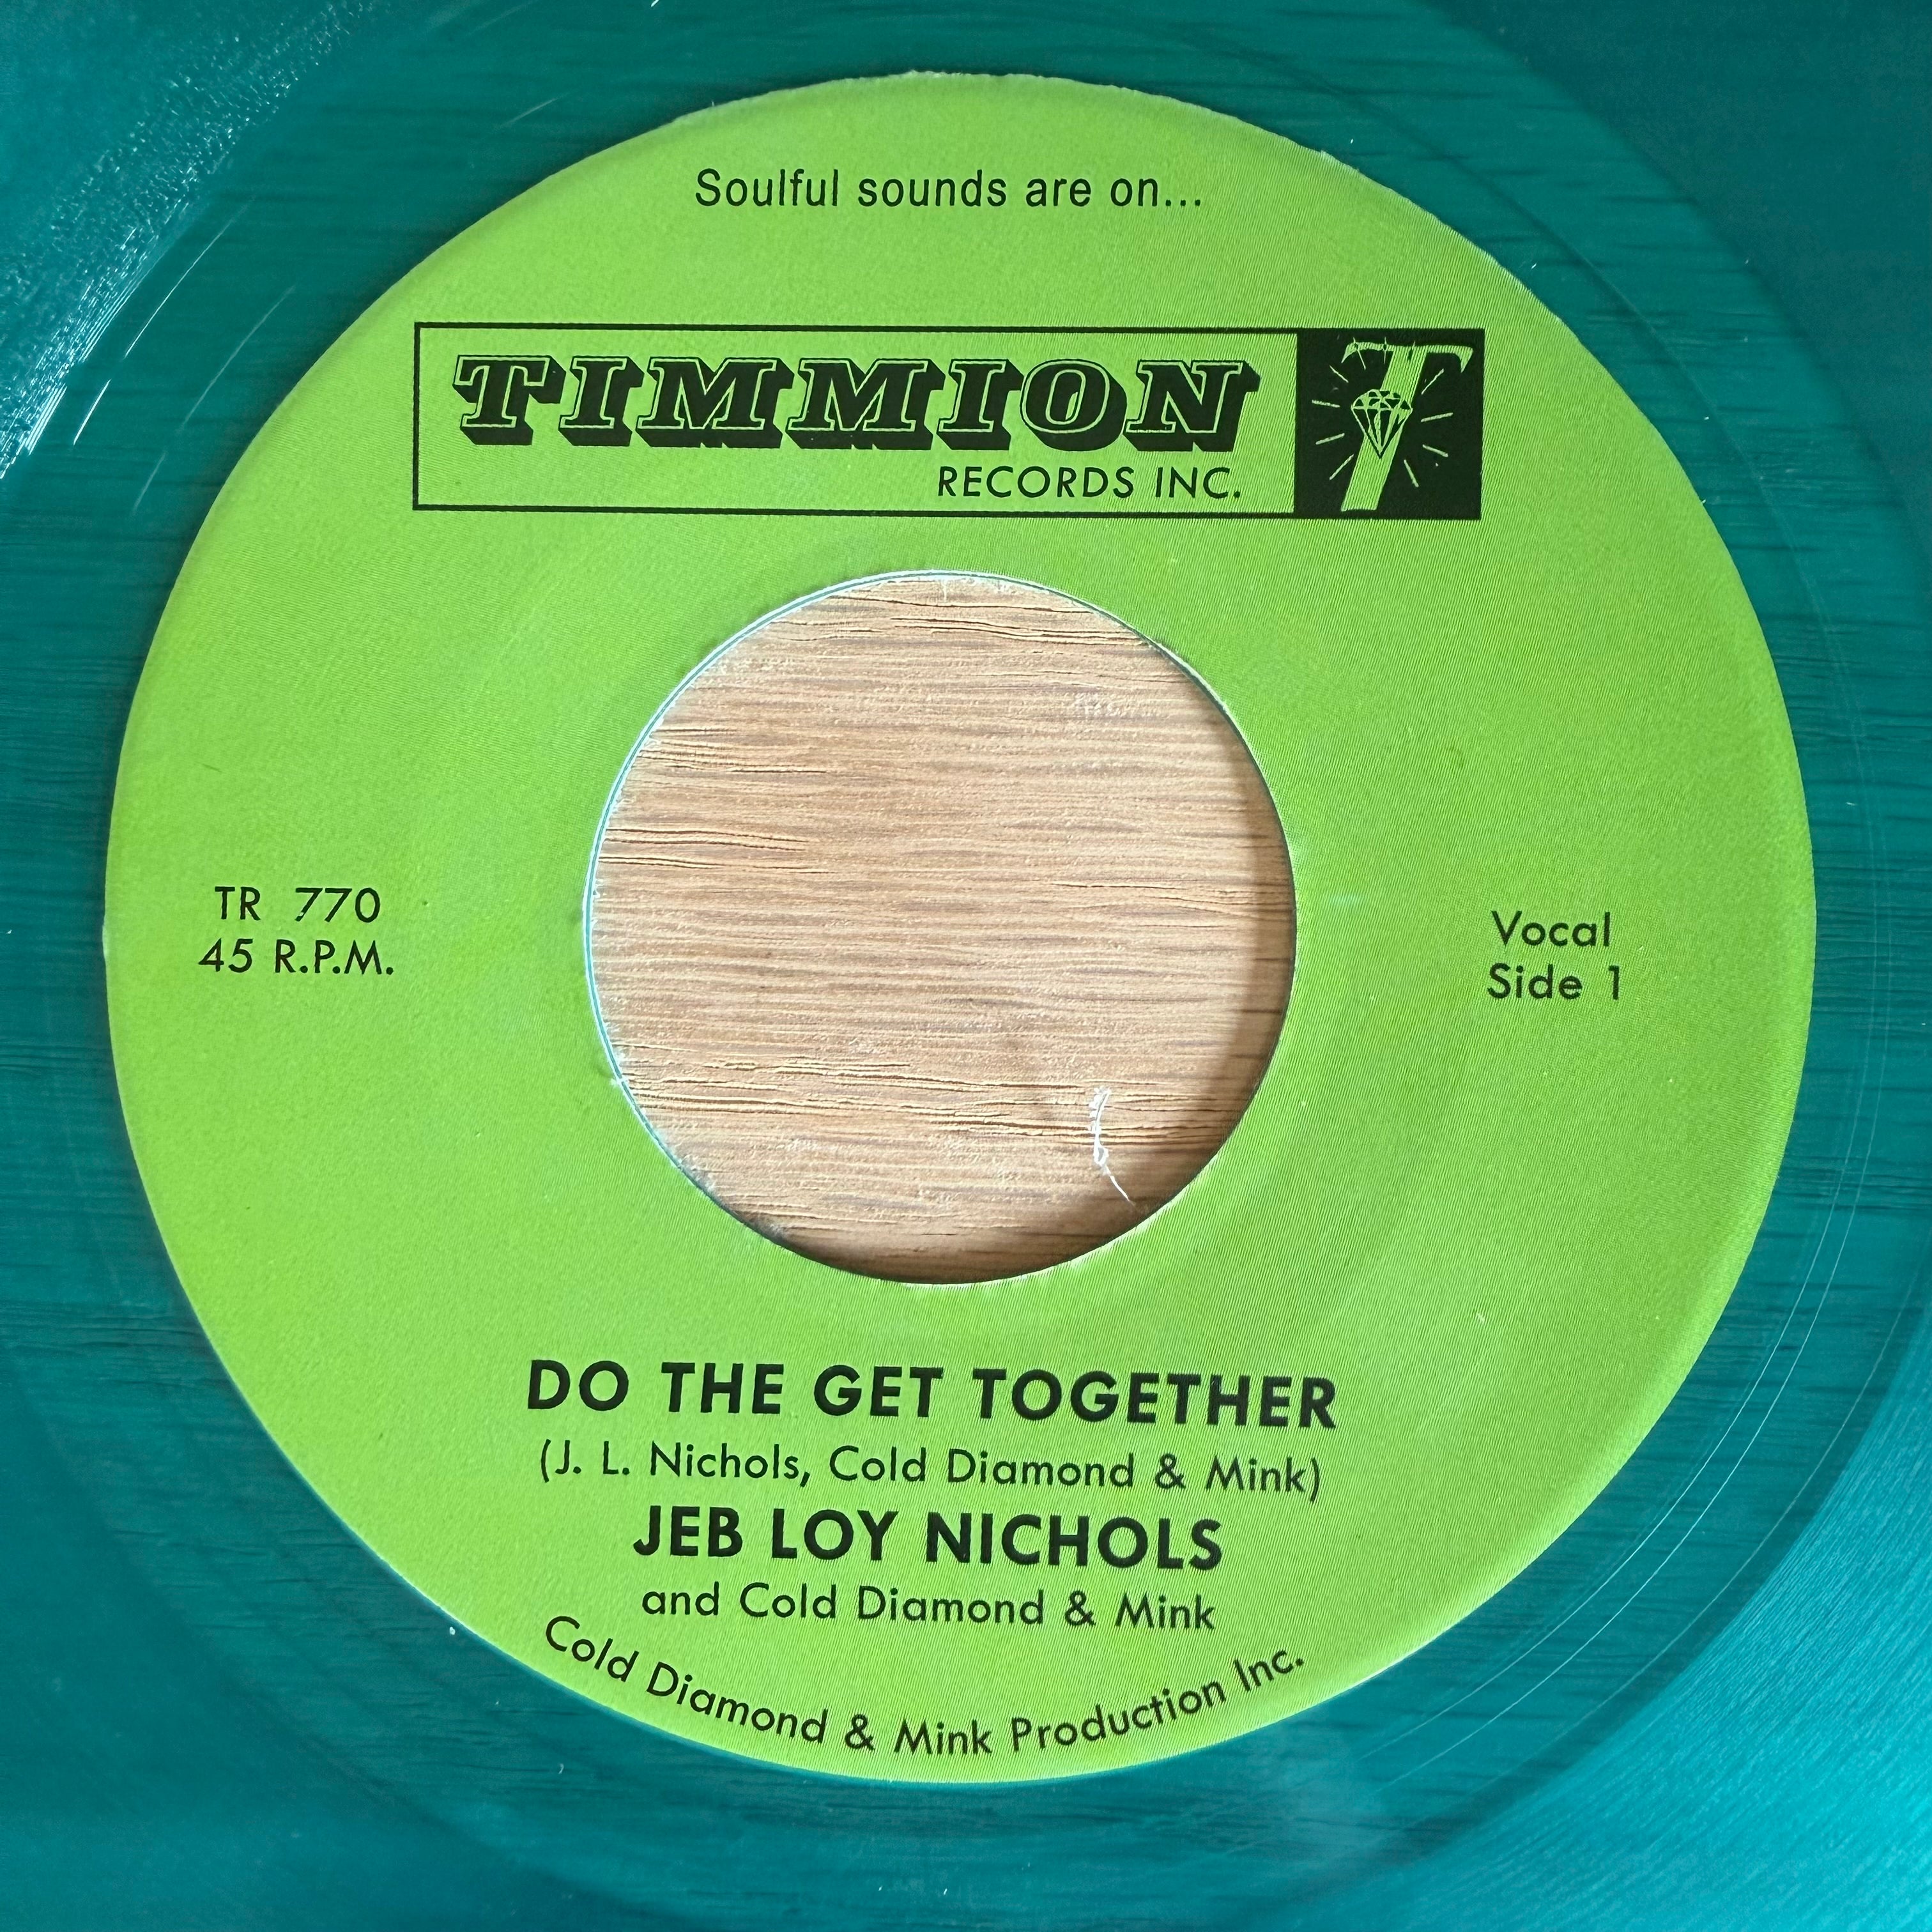 Soulful sounds are on...
TIMMION
RECORDS INC.
T
TR 770
45 R.P.M.
Vocal
Side 1
DO THE GET TOGETHER
(J. L. Nichols, Cold Diamond & Mink)
JEB LOY NICHOLS
and Cold Diamond & Mink
Cold Diamond & Mink Production Inc.